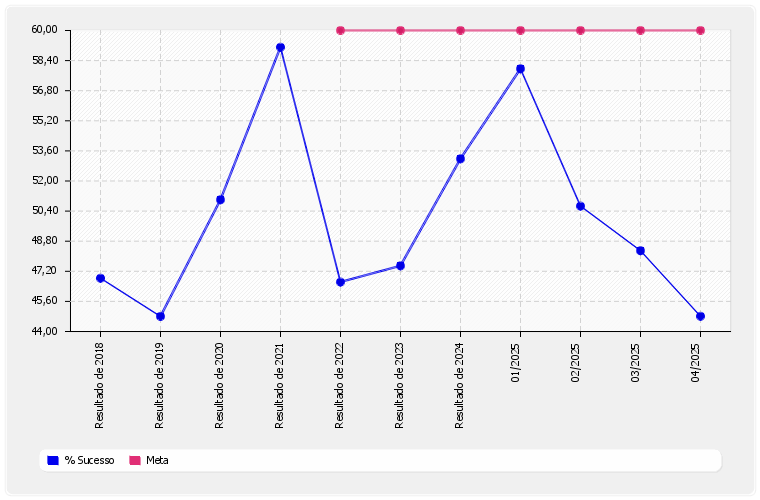 60,00
58,40
56,80
55,20
53,60
52,00
50,40
48,80
47,20
45,60
44,00
Resultado de 2018
Resultado de 2019
Resultado de 2020
Resultado de 2021
Resultado de 2022
Resultado de 2023
Resultado de 2024
01/2025
02/2025
03/2025
04/2025
% Sucesso
Meta